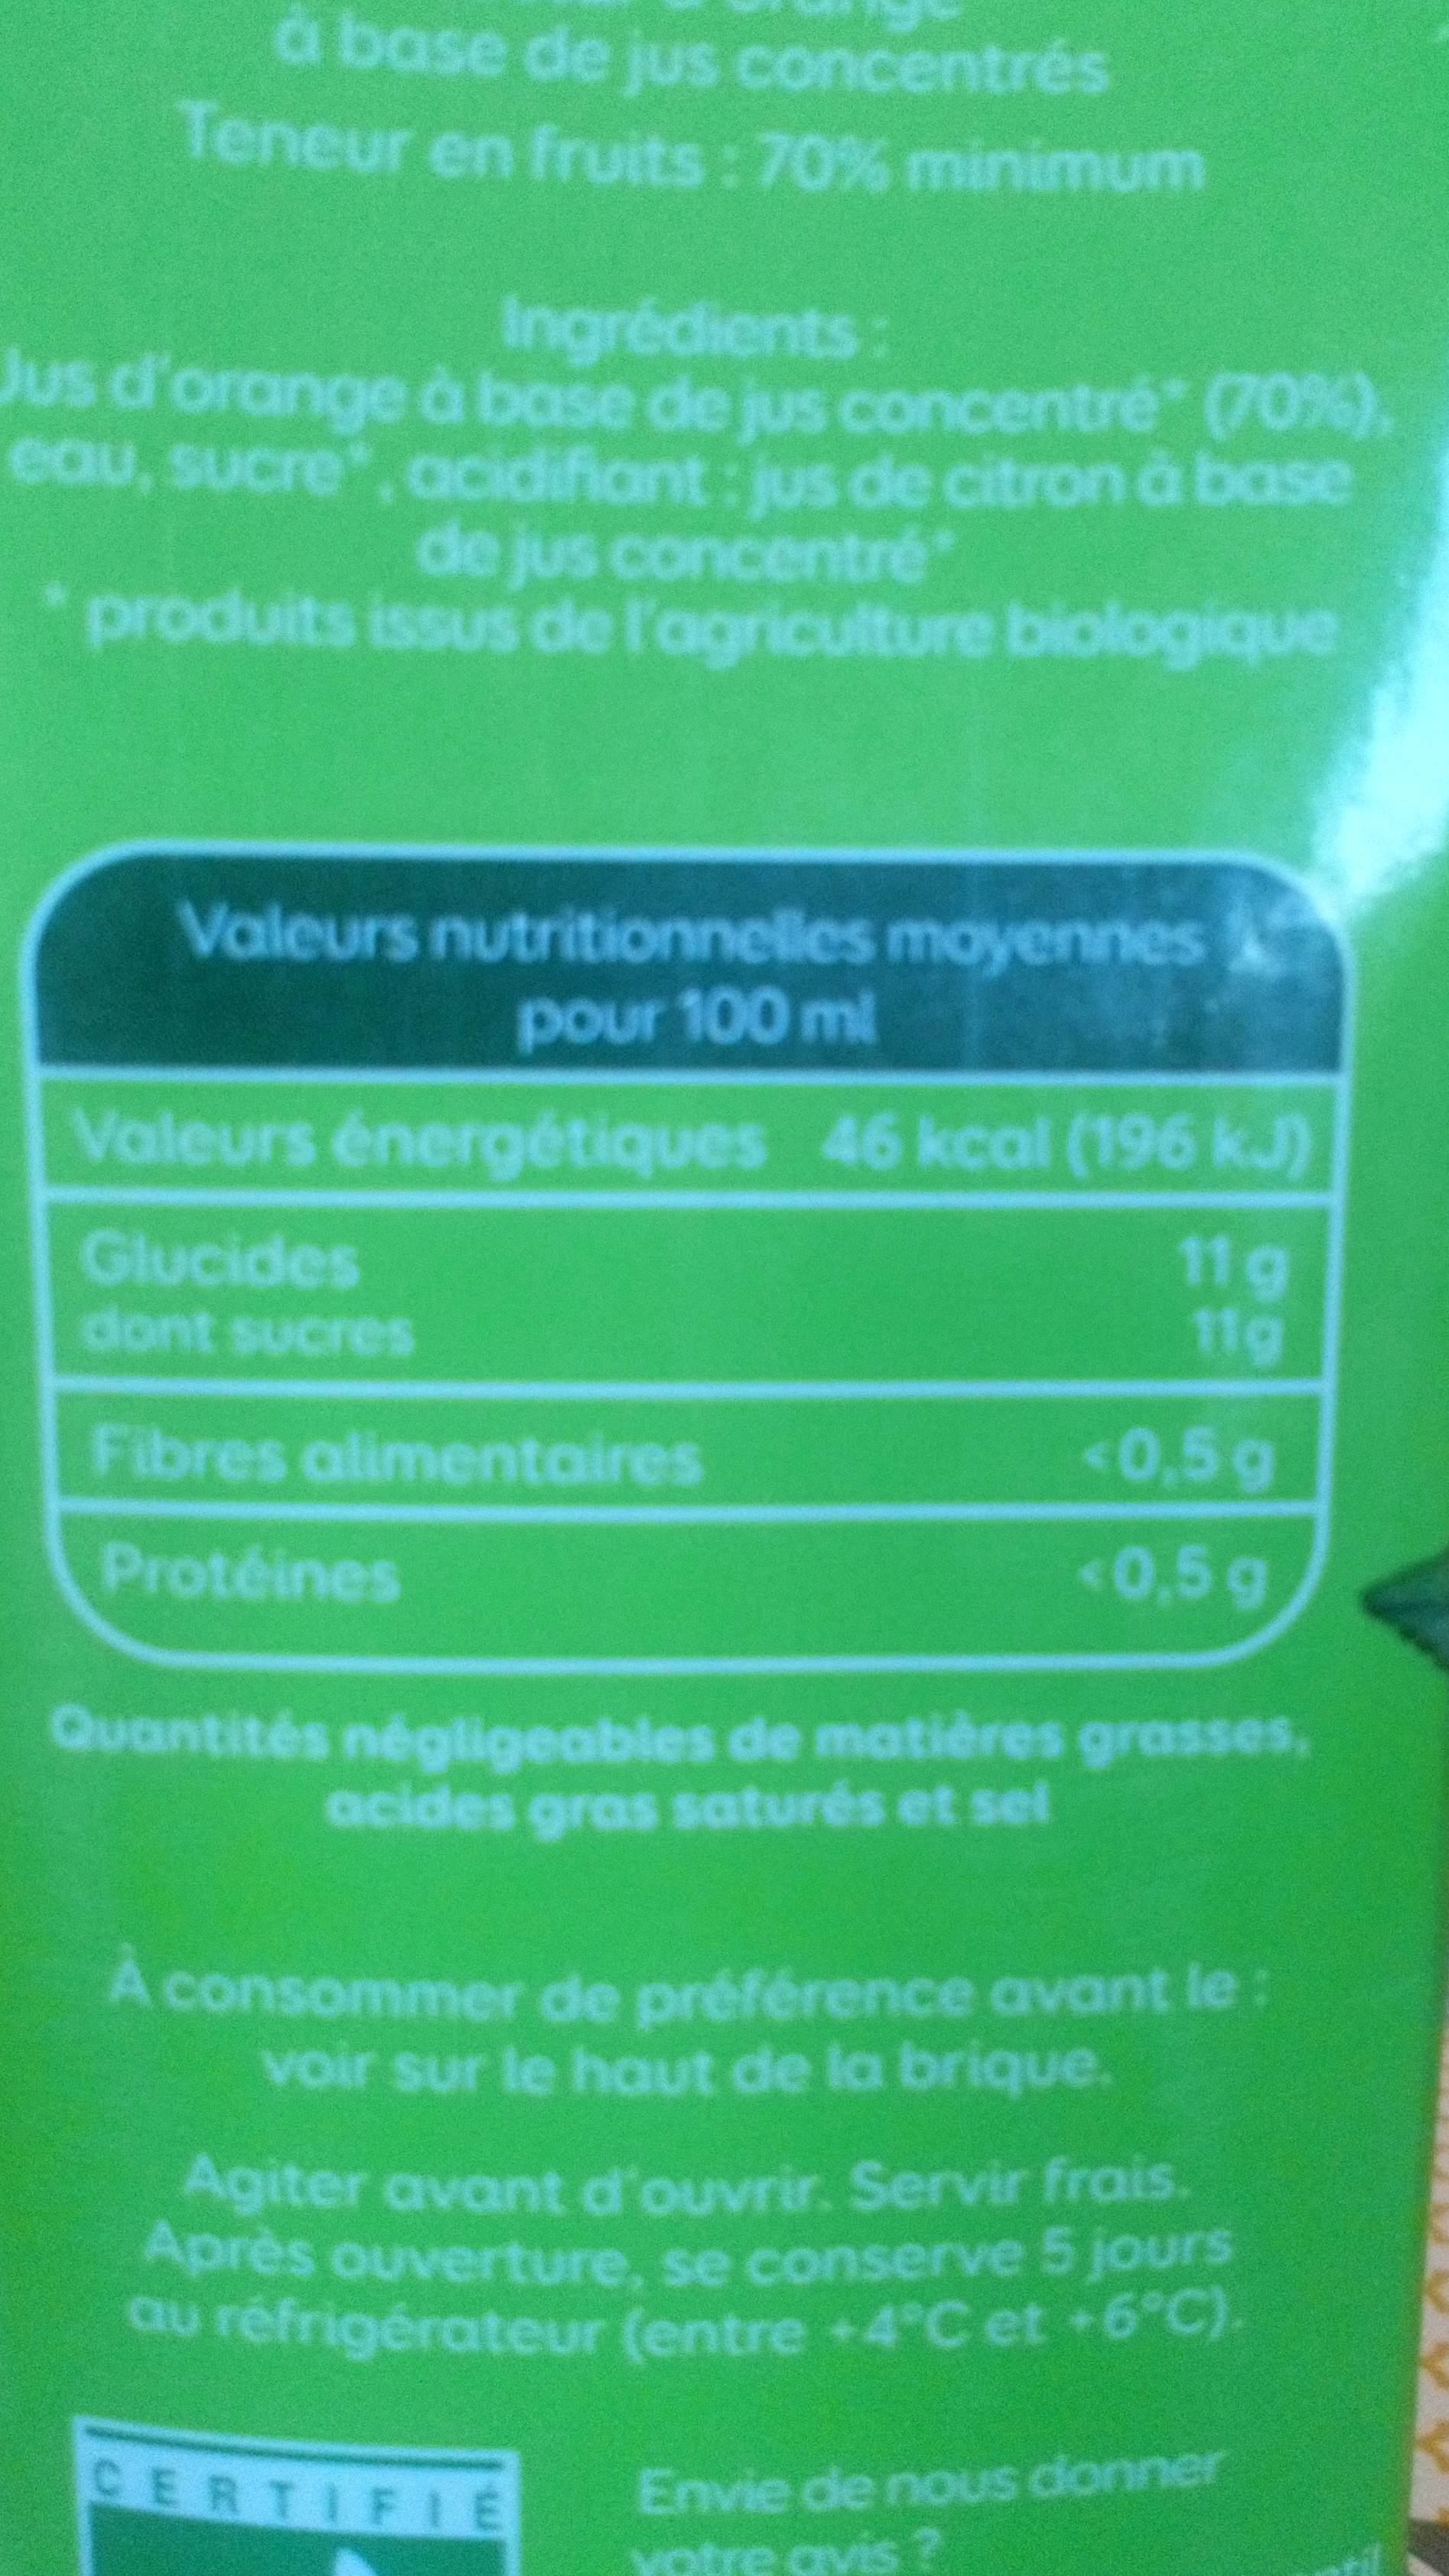 à base de jus concentrés
Teneur en fruits : 70% minimum
Ingrédients :
Jus d'orange à base de jus concentré* (70%),
eau, sucre*, acidifiant : jus de citron à base
de jus concentré*
* produits issus de l'agriculture biologique
Valeurs nutritionnelles moyennes
pour 100 ml
Valeurs énergétiques 46 kcal (196 kJ)
Glucides 11 g
dont sucres 11g
Fibres alimentaires <0,5 g
Protéines <0,5 g
Quantités négligeables de matières grasses,
acides gras saturés et sel
À consommer de préférence avant le :
voir sur le haut de la brique.
Agiter avant d'ouvrir. Servir frais.
Après ouverture, se conserve 5 jours
au réfrigérateur (entre +4°C et +6°C).
CERTIFIÉ
Envie de nous donner
votre avis ?